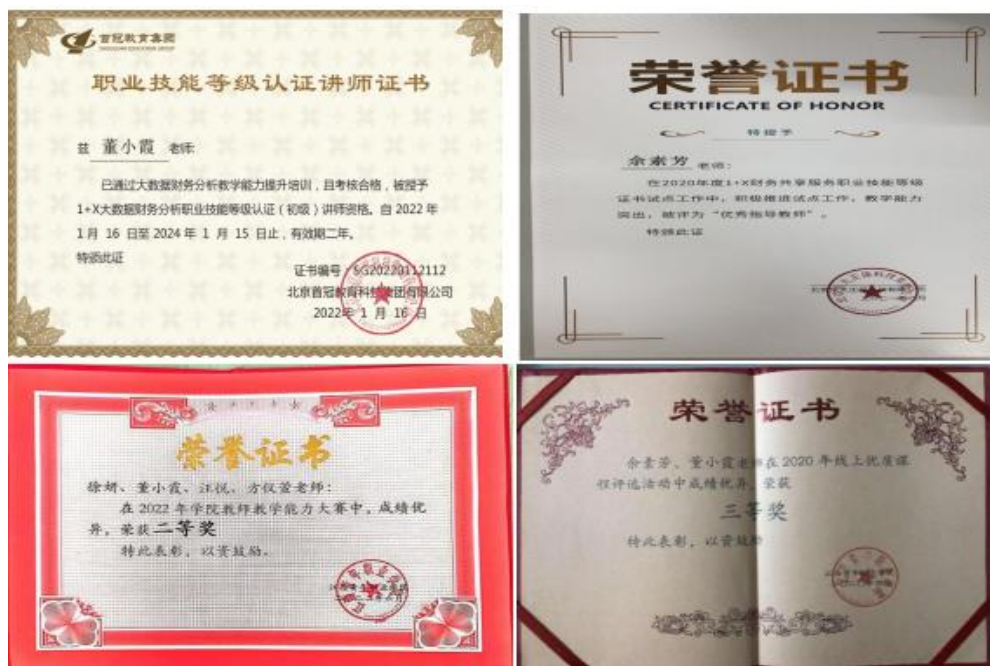 首冠教育集团
职业技能等级认证讲师证书
兹 董小霞 老师:
已通过大数据财务分析教学能力提升培训，且考核合格，被授予
1+X大数据财务分析职业技能等级认证（初级）讲师资格。自 2022 年
1 月 16 日至 2024 年 1 月 15 日止，有效期二年。
特颁此证
证书编号：SG20220112112
北京首冠教育科技集团有限公司
2022年 1 月 16 日
荣誉证书
CERTIFICATE OF HONOR
特授予
余素芳 老师：
在2020年度1+X财务共享服务职业技能等级
证书试点工作中，积极推进试点工作，教学能力
突出，被评为“优秀指导教师”。
特颁此证
荣誉证书
徐妍、董小霞、汪悦、方仪萱老师：
在 2022 年学院教师教学能力大赛中，成绩优
异，荣获二等奖
特此表彰，以资鼓励。
荣誉证书
余素芳、董小霞老师在 2020 年线上优质课
程评选活动中成绩优异，荣获
三等奖
特此表彰，以资鼓励